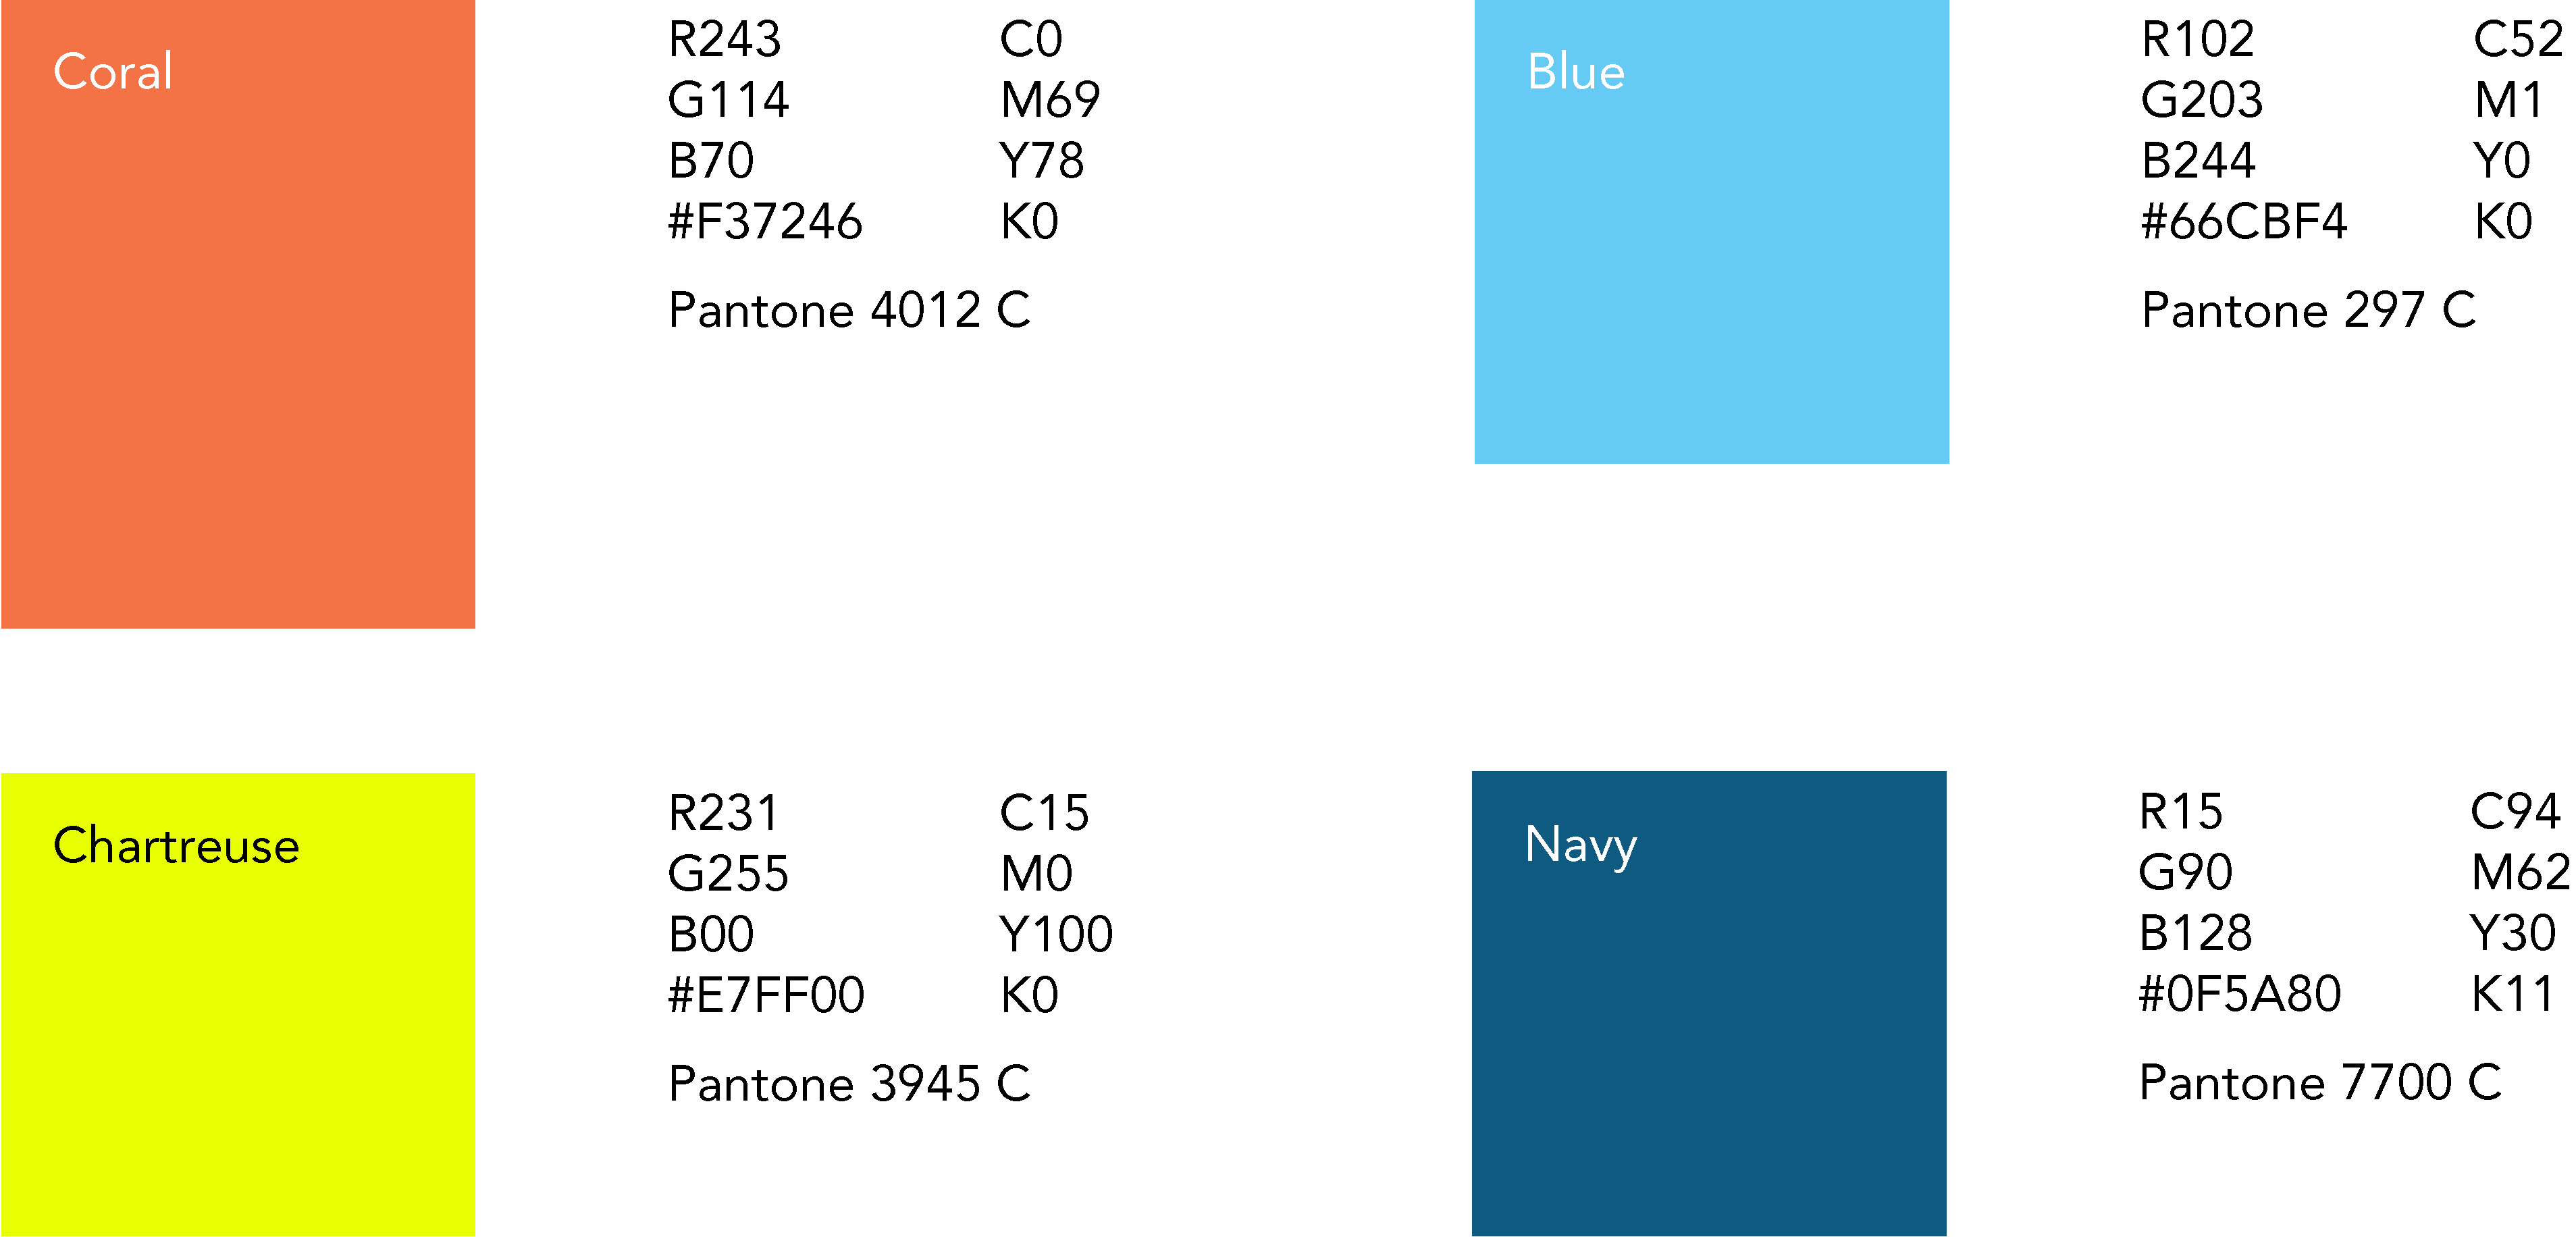 Coral
R243 C0
G114 M69
B70 Y78
#F37246 K0
Pantone 4012 C
Blue
R102 C52
G203 M1
B244 Y0
#66CBF4 K0
Pantone 297 C
Chartreuse
R231 C15
G255 M0
B00 Y100
#E7FF00 K0
Pantone 3945 C
Navy
R15 C94
G90 M62
B128 Y30
#0F5A80 K11
Pantone 7700 C